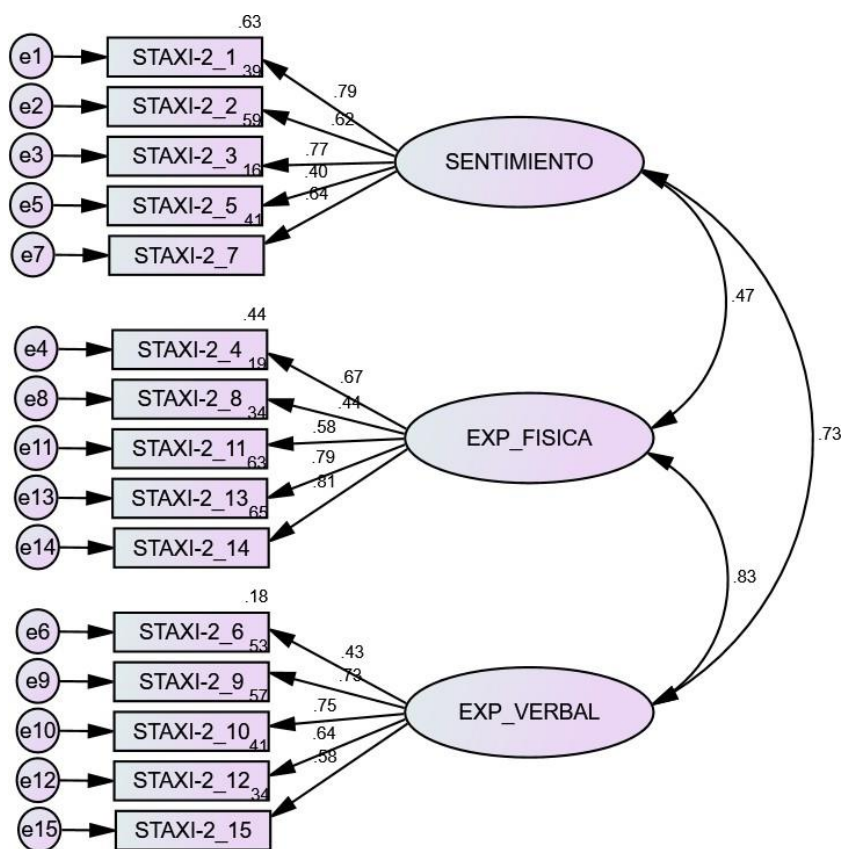 .63
e1 STAXI-2_1
.39
.79
e2 STAXI-2_2
.62
.59
e3 STAXI-2_3
.77
SENTIMIENTO
.16
.40
e5 STAXI-2_5
.64
.41
e7 STAXI-2_7
.47
.44
e4 STAXI-2_4
.19
.67
e8 STAXI-2_8
.44
.34
e11 STAXI-2_11
.58
EXP_FISICA
.73
.63
.79
e13 STAXI-2_13
.81
.65
e14 STAXI-2_14
.83
.18
e6 STAXI-2_6
.53
.43
e9 STAXI-2_9
.73
.57
e10 STAXI-2_10
.75
EXP_VERBAL
.41
.64
e12 STAXI-2_12
.58
.34
e15 STAXI-2_15